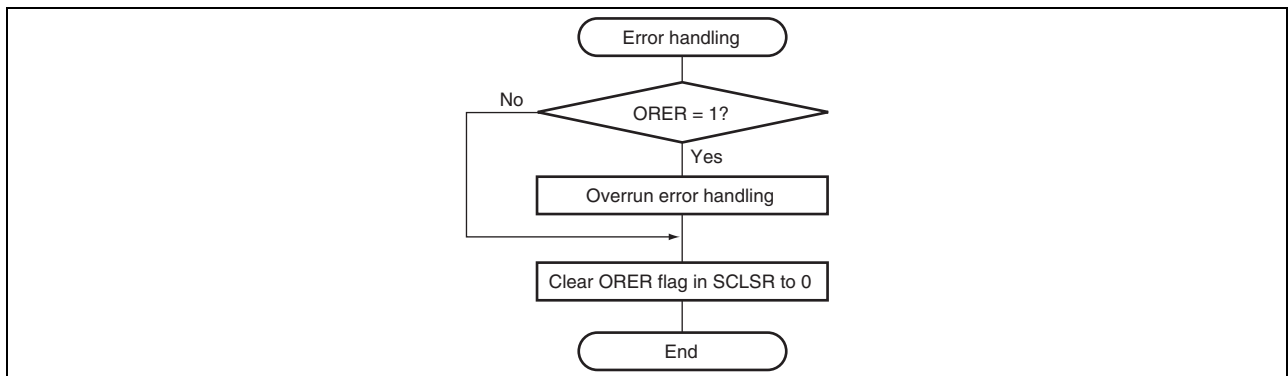 Error handling
ORER = 1?
No
Yes
Overrun error handling
Clear ORER flag in SCLSR to 0
End